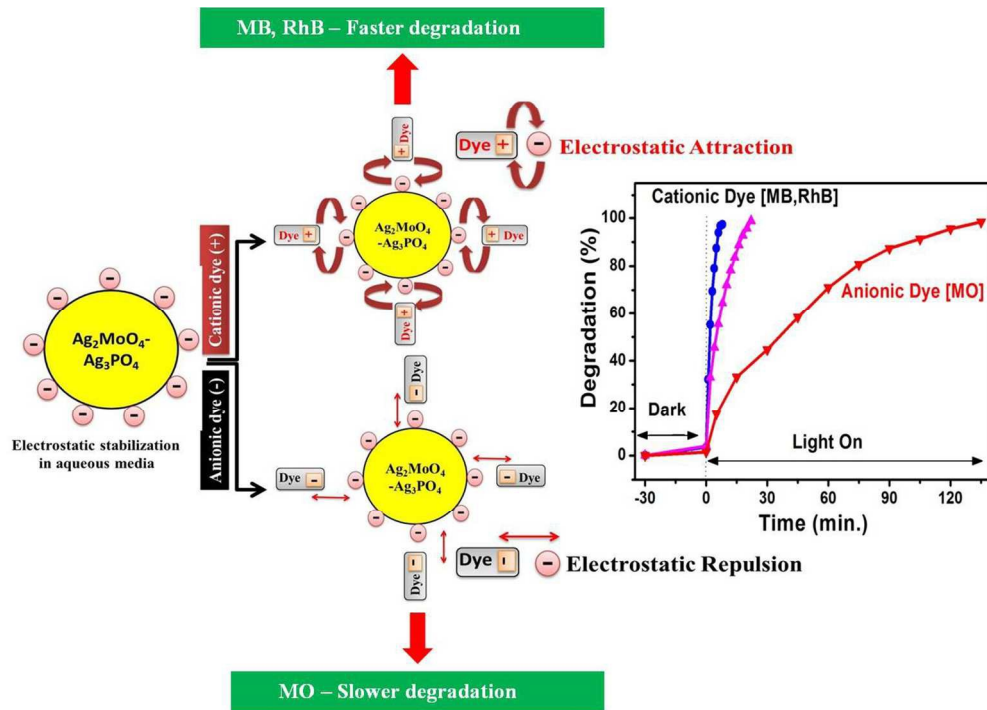 MB, RhB – Faster degradation
Dye +
Dye +
−
Electrostatic Attraction
Dye +
Ag₂MoO₄
-Ag₃PO₄
+ Dye
Dye +
− − − − − − − −
Cationic dye (+)
Anionic dye (-)
Ag₂MoO₄-
Ag₃PO₄
− − − − − − − − −
Electrostatic stabilization
in aqueous media
Dye −
Dye −
Ag₂MoO₄
-Ag₃PO₄
− Dye
Dye −
− − − − − − − −
Dye −
−
Electrostatic Repulsion
MO – Slower degradation
Cationic Dye [MB,RhB]
Anionic Dye [MO]
Dark
Light On
Degradation (%)
100
80
60
40
20
0
-30 0 30 60 90 120
Time (min.)